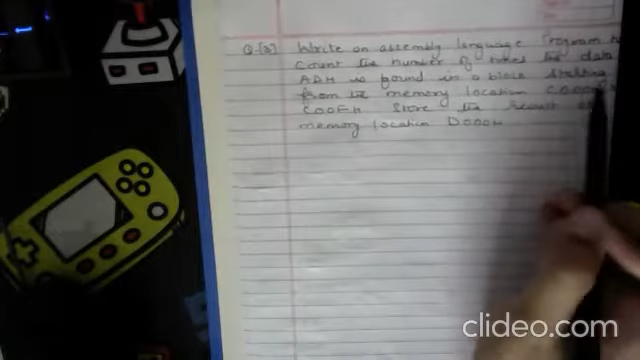 Q-(3) Write an assembly language Program to
Count the number of times the data
ADH is found in a block starting
from the memory location C000H
C00FH Store the Result at
memory location D000H
clideo.com